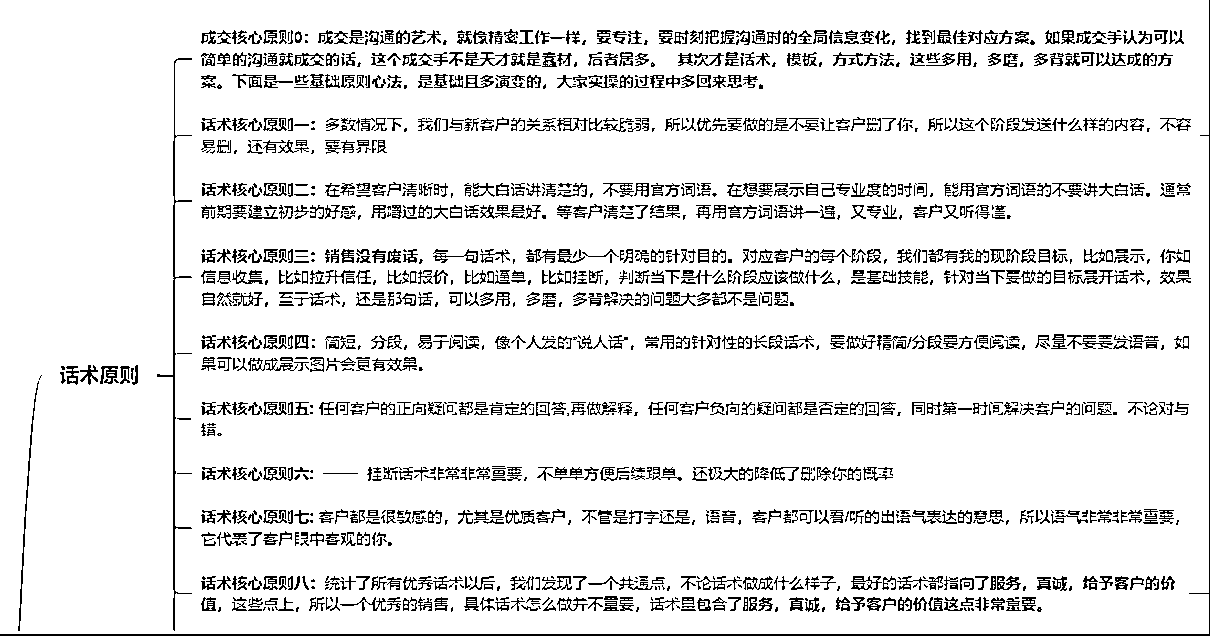 成交核心原则0：成交是沟通的艺术，就像精密工作一样，要专注，要时刻把握沟通时的全局信息变化，找到最佳对应方案。如果成交手认为可以
简单的沟通就成交的话，这个成交手不是天才就是蠢材，后者居多。 其次才是话术，模板，方式方法，这些多用，多磨，多背就可以达成的方
案。下面是一些基础原则心法，是基础且多演变的，大家实操的过程中多回来思考。
话术核心原则一：多数情况下，我们与新客户的关系相对比较脆弱，所以优先要做的是不要让客户删了你，所以这个阶段发送什么样的内容，不容
易删，还有效果，要有界限
话术核心原则二：在希望客户清晰时，能大白话讲清楚的，不要用官方词语。在想要展示自己专业度的时间，能用官方词语的不要讲大白话。通常
前期要建立初步的好感，用嚼过的大白话效果最好。等客户清楚了结果，再用官方词语讲一遍，又专业，客户又听得懂。
话术核心原则三：销售没有废话，每一句话术，都有最少一个明确的针对目的。对应客户的每个阶段，我们都有我的现阶段目标，比如展示，你如
信息收集，比如拉升信任，比如报价，比如逼单，比如挂断，判断当下是什么阶段应该做什么，是基础技能，针对当下要做的目标展开话术，效果
自然就好，至于话术，还是那句话，可以多用，多磨，多背解决的问题大多都不是问题。
话术原则
话术核心原则四：简短，分段，易于阅读，像个人发的“说人话”，常用的针对性的长段话术，要做好精简/分段要方便阅读，尽量不要要发语音，如
果可以做成展示图片会更有效果。
话术核心原则五：任何客户的正向疑问都是肯定的回答,再做解释，任何客户负向的疑问都是否定的回答，同时第一时间解决客户的问题。不论对与
错。
话术核心原则六: —— 挂断话术非常非常重要，不单单方便后续跟单。还极大的降低了删除你的概率
话术核心原则七: 客户都是很敏感的，尤其是优质客户，不管是打字还是，语音，客户都可以看/听的出语气表达的意思，所以语气非常非常重要，
它代表了客户眼中客观的你。
话术核心原则八：统计了所有优秀话术以后，我们发现了一个共通点，不论话术做成什么样子，最好的话术都指向了服务，真诚，给予客户的价
值，这些点上，所以一个优秀的销售，具体话术怎么做并不重要，话术里包含了服务，真诚，给予客户的价值这点非常重要。